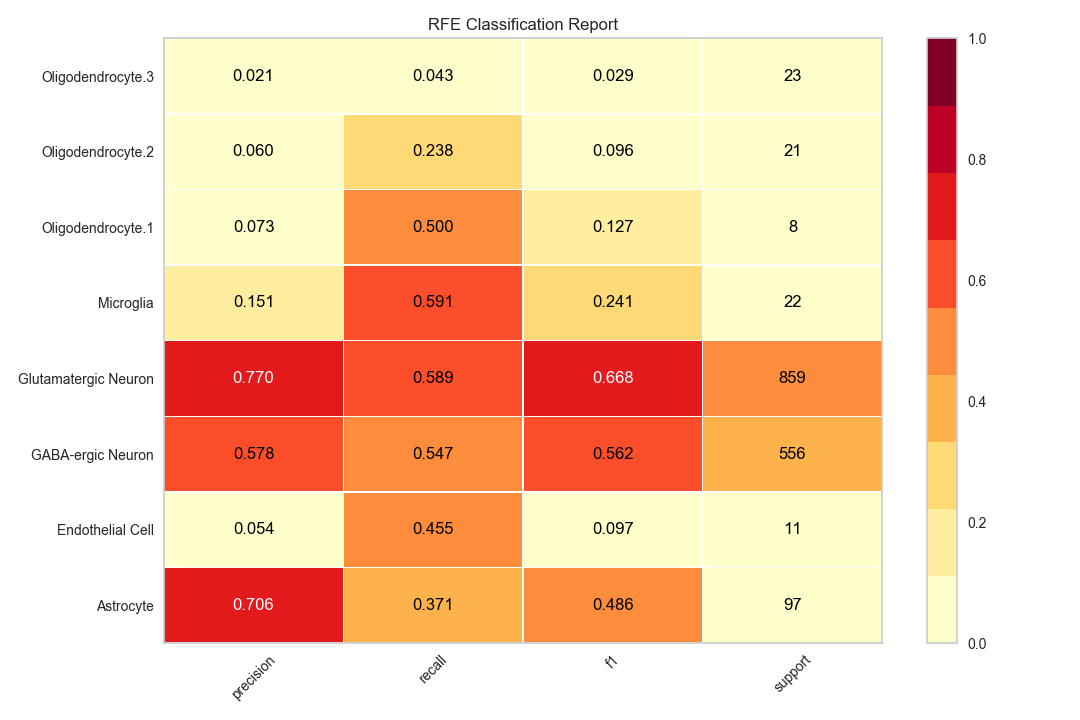 RFE Classification Report
Oligodendrocyte.3 0.021 0.043 0.029 23
Oligodendrocyte.2 0.060 0.238 0.096 21
Oligodendrocyte.1 0.073 0.500 0.127 8
Microglia 0.151 0.591 0.241 22
Glutamatergic Neuron 0.770 0.589 0.668 859
GABA-ergic Neuron 0.578 0.547 0.562 556
Endothelial Cell 0.054 0.455 0.097 11
Astrocyte 0.706 0.371 0.486 97
precision recall f1 support
1.0
0.8
0.6
0.4
0.2
0.0